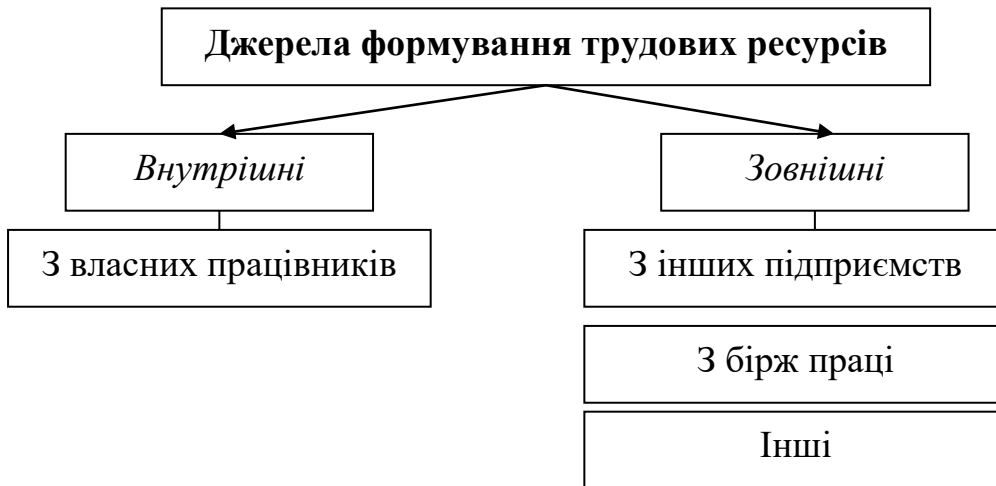 Джерела формування трудових ресурсів
Внутрішні
Зовнішні
З власних працівників
З інших підприємств
З бірж праці
Інші